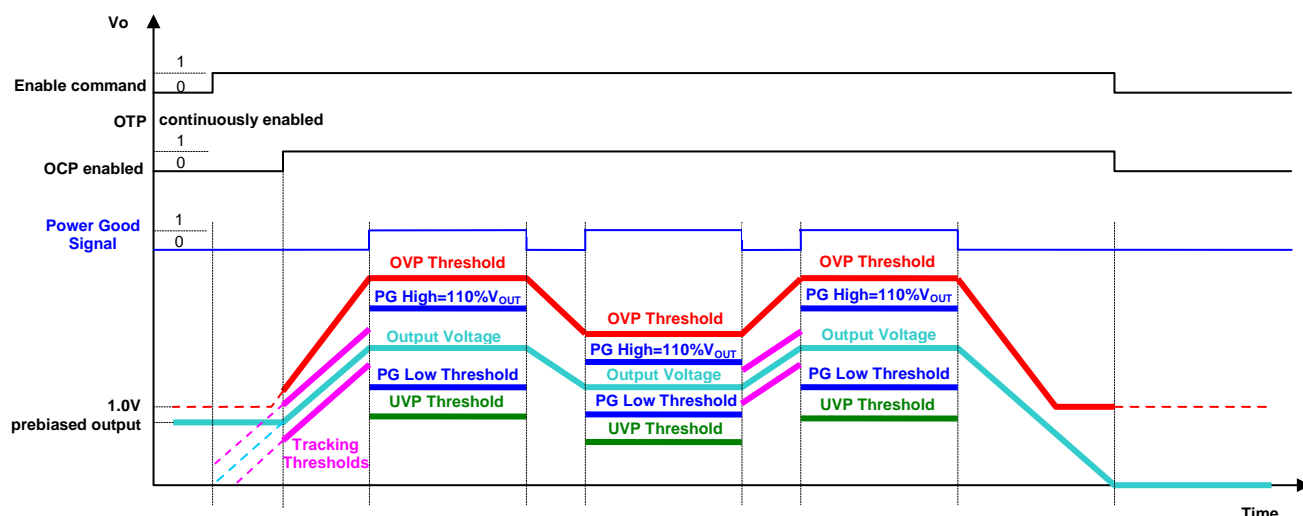 Vo
1
Enable command
0
OTP continuously enabled
1
OCP enabled
0
Power Good
Signal
1
0
OVP Threshold
PG High=110%VOUT
Output Voltage
PG Low Threshold
UVP Threshold
OVP Threshold
PG High=110%VOUT
Output Voltage
PG Low Threshold
UVP Threshold
OVP Threshold
PG High=110%VOUT
Output Voltage
PG Low Threshold
UVP Threshold
1.0V
prebiased output
Tracking
Thresholds
Time